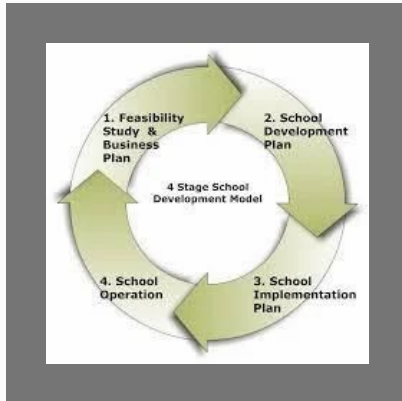 1. Feasibility
Study &
Business
Plan
2. School
Development
Plan
4 Stage School
Development Model
3. School
Implementation
Plan
4. School
Operation